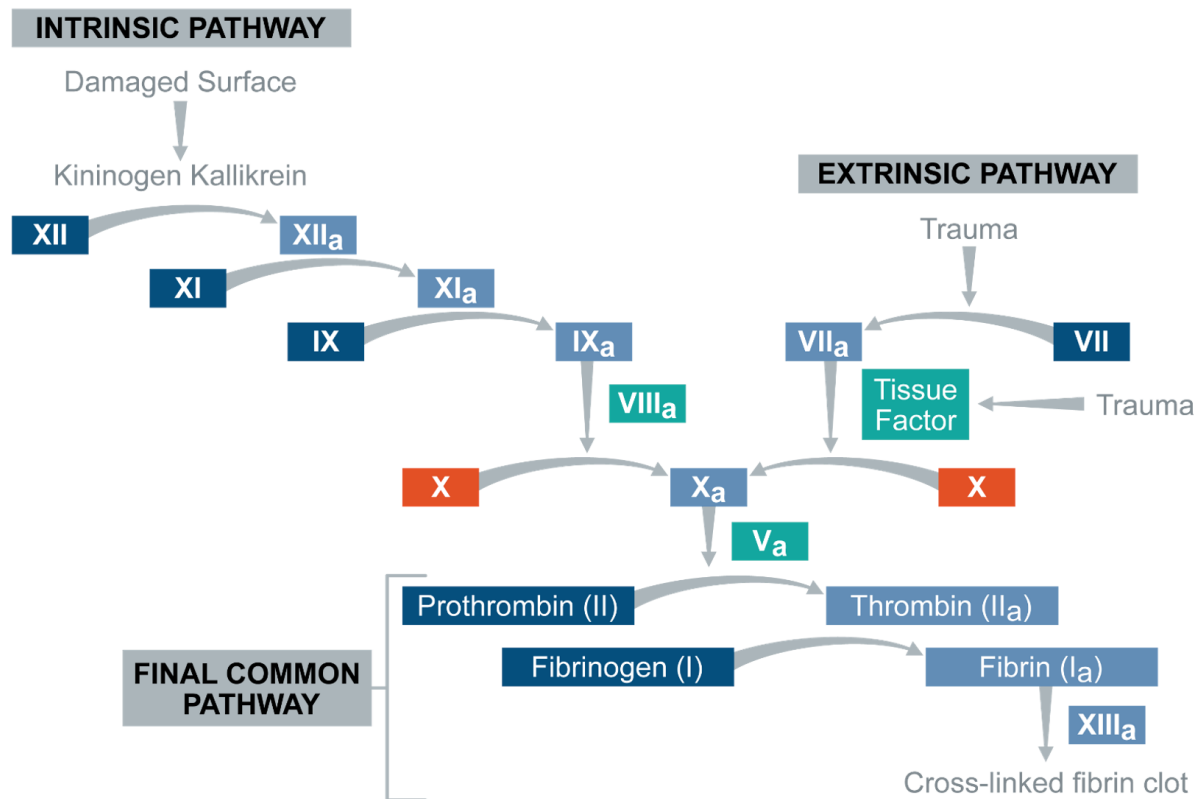 INTRINSIC PATHWAY
Damaged Surface
Kininogen Kallikrein
EXTRINSIC PATHWAY
Trauma
XII
XIIa
XI
XIa
IX
IXa
VIIa
VII
VIIIa
Tissue
Factor
Trauma
X
Xa
X
Va
Prothrombin (II)
Thrombin (IIa)
Fibrinogen (I)
Fibrin (Ia)
FINAL COMMON
PATHWAY
XIIIa
Cross-linked fibrin clot